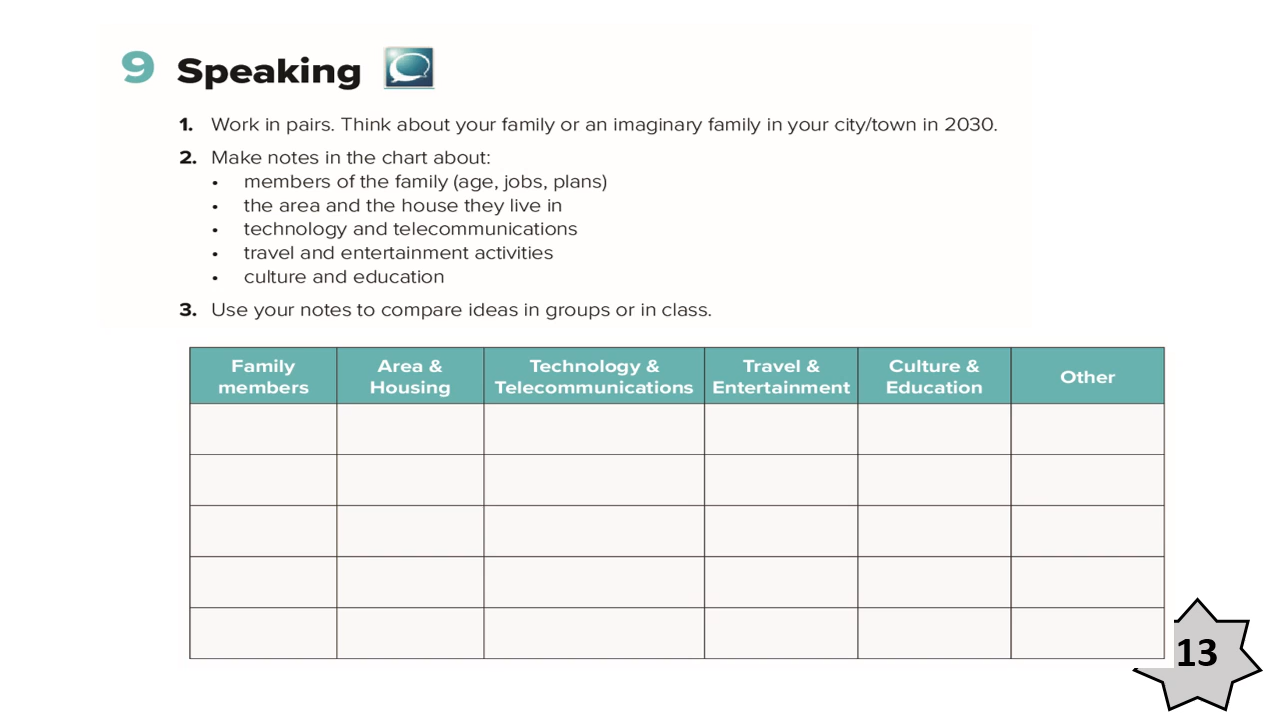 9 Speaking
1. Work in pairs. Think about your family or an imaginary family in your city/town in 2030.
2. Make notes in the chart about:
• members of the family (age, jobs, plans)
• the area and the house they live in
• technology and telecommunications
• travel and entertainment activities
• culture and education
3. Use your notes to compare ideas in groups or in class.
Family members
Area & Housing
Technology & Telecommunications
Travel & Entertainment
Culture & Education
Other
13